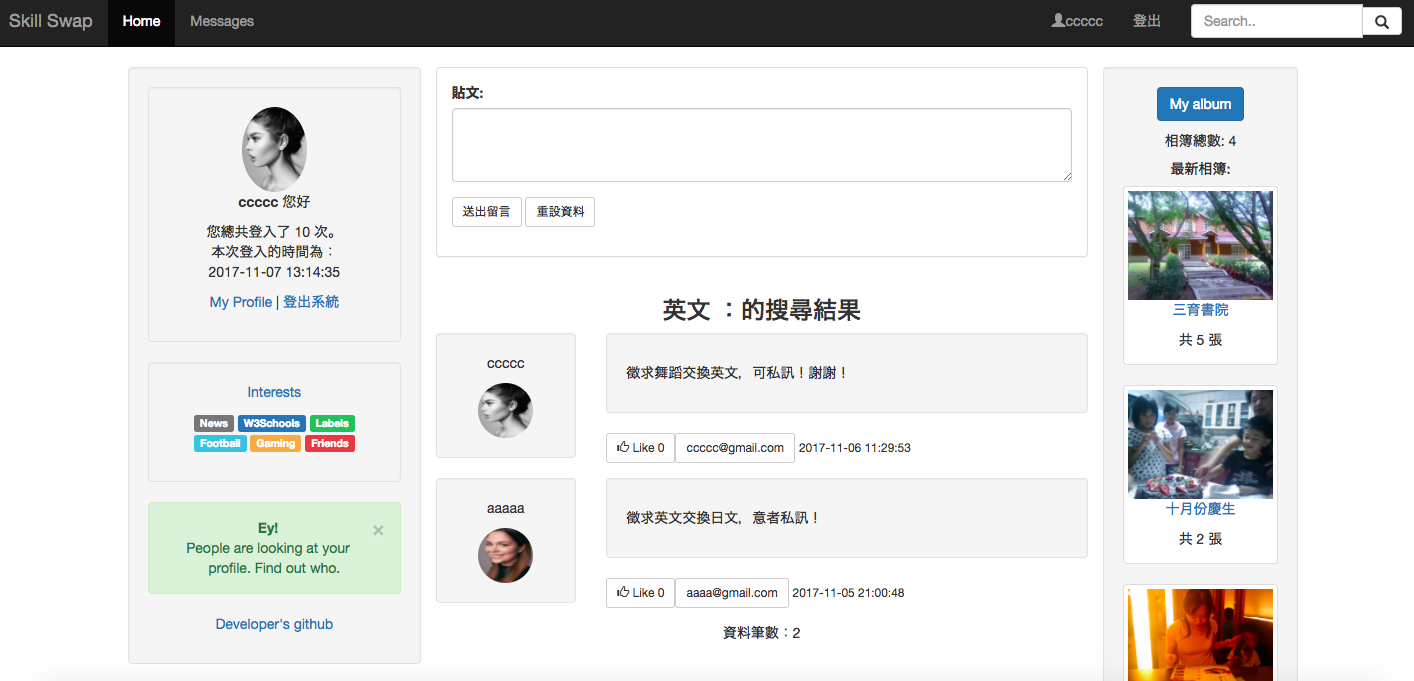 Skill Swap Home Messages ccccc 登出 Search..
ccccc 您好
您總共登入了 10 次。
本次登入的時間為：
2017-11-07 13:14:35
My Profile | 登出系統
Interests
News W3Schools Labels
Football Gaming Friends
Ey! ×
People are looking at your
profile. Find out who.
Developer's github
貼文:
送出留言 重設資料
英文 ：的搜尋結果
ccccc
徵求舞蹈交換英文，可私訊！謝謝！
Like 0 ccccc@gmail.com 2017-11-06 11:29:53
aaaaa
徵求英文交換日文，意者私訊！
Like 0 aaaa@gmail.com 2017-11-05 21:00:48
資料筆數：2
My album
相簿總數: 4
最新相簿:
三育書院
共 5 張
十月份慶生
共 2 張